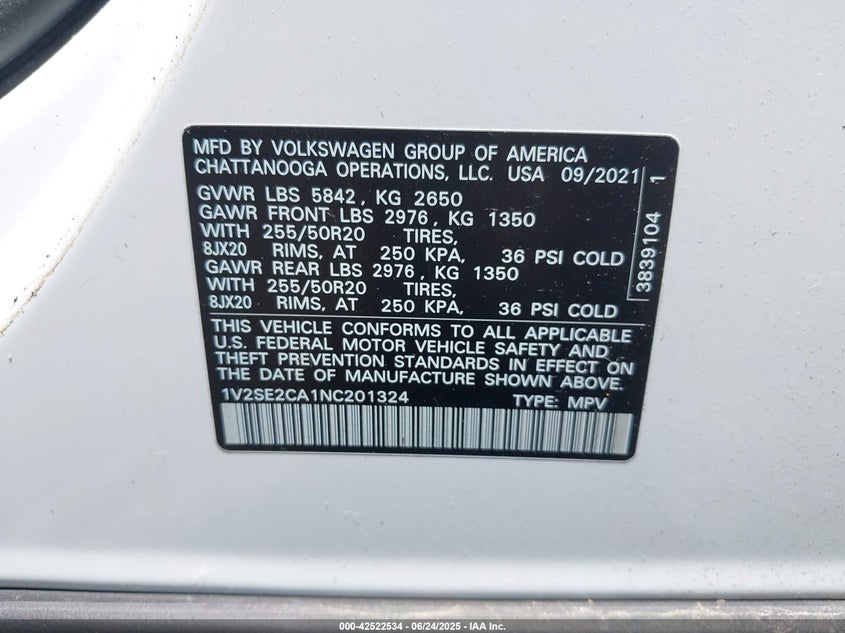 MFD BY VOLKSWAGEN GROUP OF AMERICA
CHATTANOOGA OPERATIONS, LLC. USA 09/2021
GVWR LBS 5842, KG 2650
GAWR FRONT LBS 2976, KG 1350
WITH 255/50R20 TIRES,
8JX20 RIMS, AT 250 KPA, 36 PSI COLD
GAWR REAR LBS 2976, KG 1350
WITH 255/50R20 TIRES,
8JX20 RIMS, AT 250 KPA, 36 PSI COLD
3839104 1
THIS VEHICLE CONFORMS TO ALL APPLICABLE
U.S. FEDERAL MOTOR VEHICLE SAFETY AND
THEFT PREVENTION STANDARDS IN EFFECT ON
THE DATE OF MANUFACTURE SHOWN ABOVE.
1V2SE2CA1NC201324 TYPE: MPV
000-42522534 - 06/24/2025 - IAA Inc.